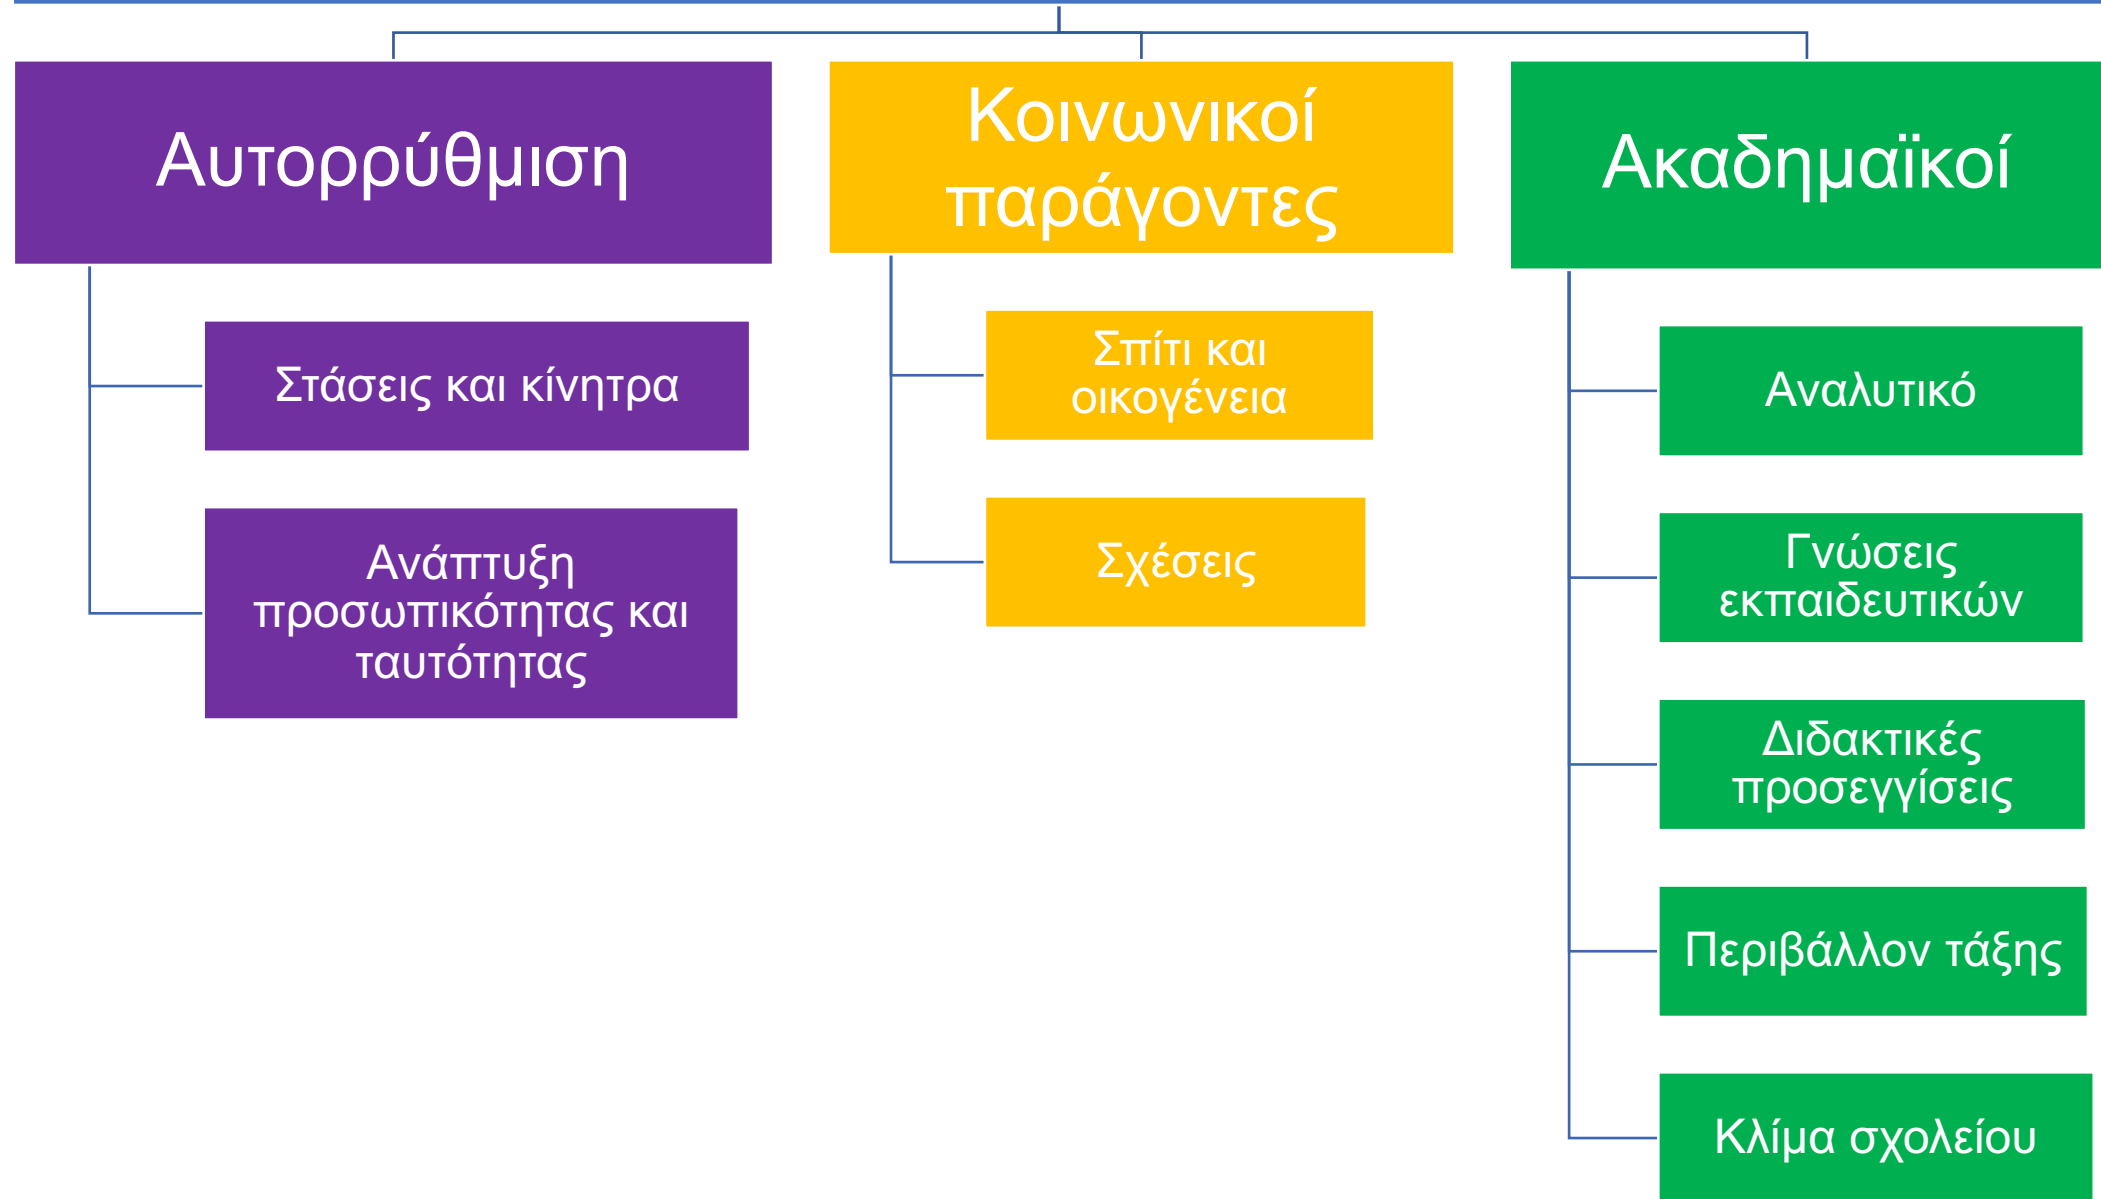 Αυτορρύθμιση
Στάσεις και κίνητρα
Ανάπτυξη
προσωπικότητας και
ταυτότητας
Κοινωνικοί
παράγοντες
Σπίτι και
οικογένεια
Σχέσεις
Ακαδημαϊκοί
Αναλυτικό
Γνώσεις
εκπαιδευτικών
Διδακτικές
προσεγγίσεις
Περιβάλλον τάξης
Κλίμα σχολείου